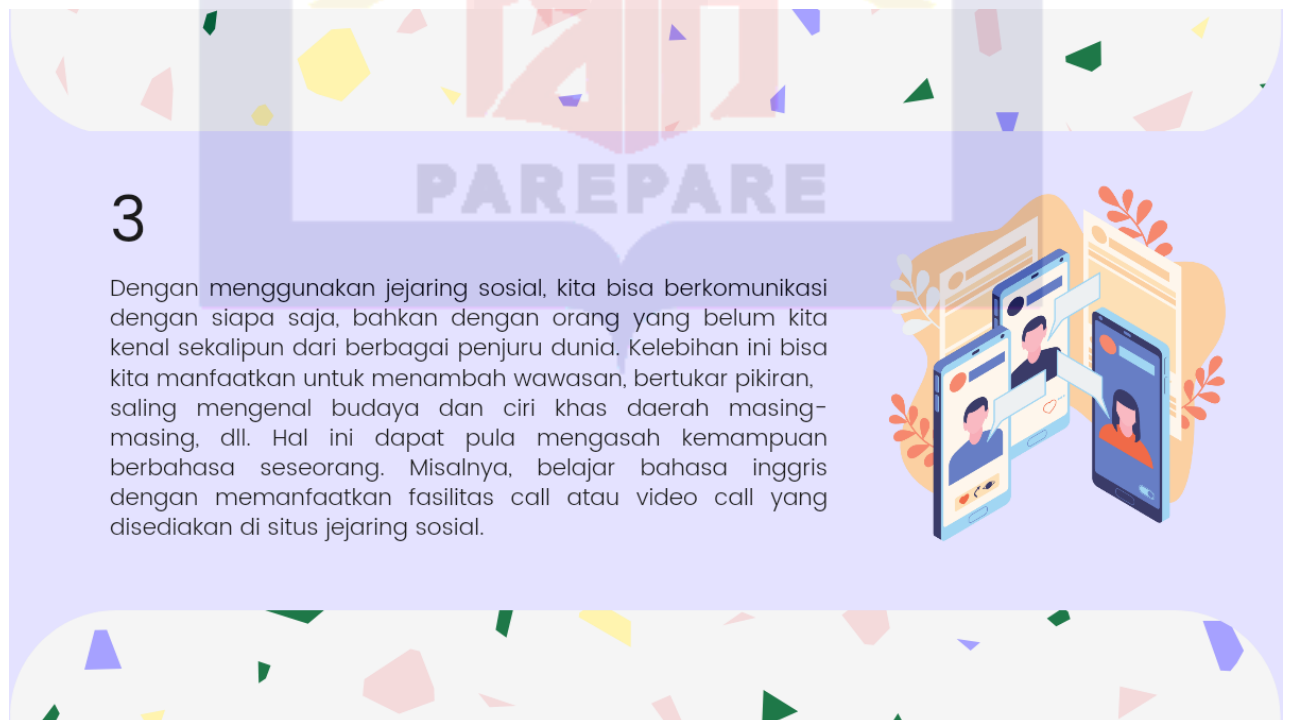 PAREPARE
3
Dengan menggunakan jejaring sosial, kita bisa berkomunikasi
dengan siapa saja, bahkan dengan orang yang belum kita
kenal sekalipun dari berbagai penjuru dunia. Kelebihan ini bisa
kita manfaatkan untuk menambah wawasan, bertukar pikiran,
saling mengenal budaya dan ciri khas daerah masing-
masing, dll. Hal ini dapat pula mengasah kemampuan
berbahasa seseorang. Misalnya, belajar bahasa inggris
dengan memanfaatkan fasilitas call atau video call yang
disediakan di situs jejaring sosial.